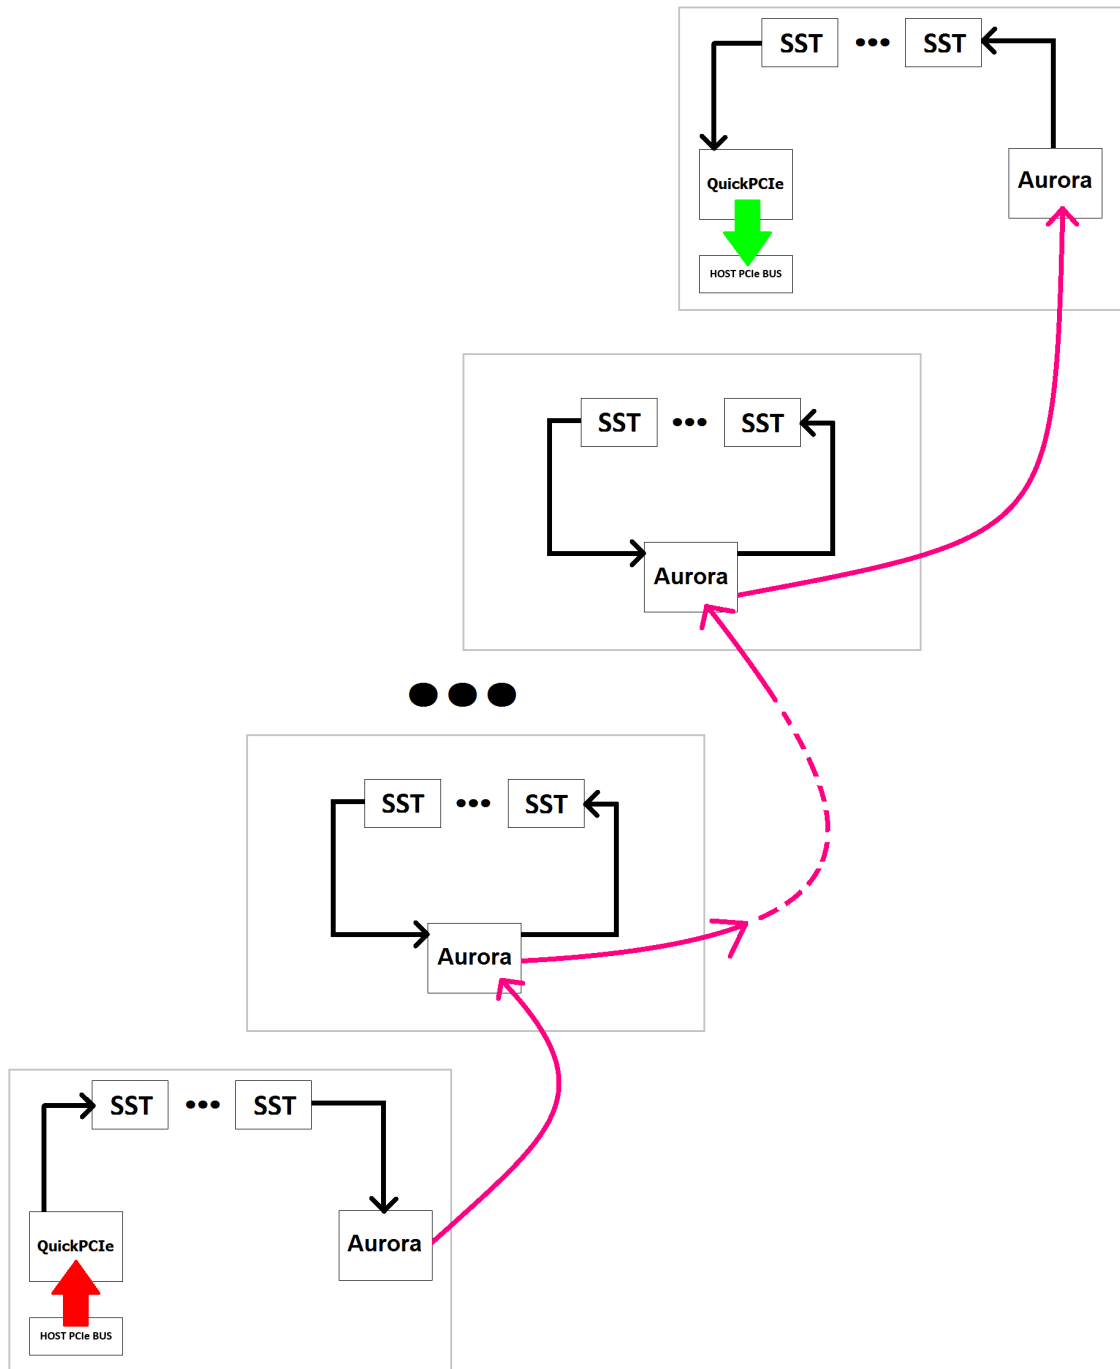 SST ••• SST
QuickPCIe
Aurora
HOST PCIe BUS
SST ••• SST
Aurora
•••
SST ••• SST
Aurora
SST ••• SST
QuickPCIe
Aurora
HOST PCIe BUS